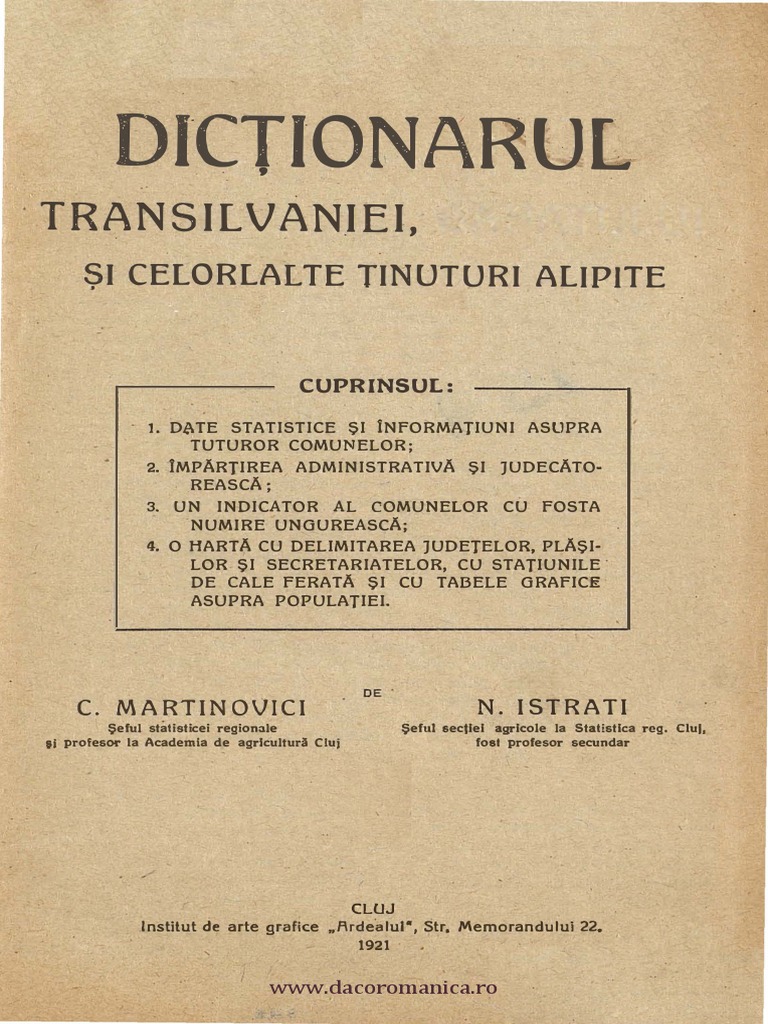 DICȚIONARUL
TRANSILVANIEI,
ȘI CELORLALTE ȚINUTURI ALIPITE
CUPRINSUL:
1. DATE STATISTICE ȘI ÎNFORMAȚIUNI ASUPRA
TUTUROR COMUNELOR;
2. ÎMPĂRȚIREA ADMINISTRATIVĂ ȘI JUDECĂTO-
REASCĂ;
3. UN INDICATOR AL COMUNELOR CU FOSTA
NUMIRE UNGUREASCĂ;
4. O HARTĂ CU DELIMITAREA JUDEȚELOR, PLĂȘI-
LOR ȘI SECRETARIATELOR, CU STAȚIUNILE
DE CALE FERATĂ ȘI CU TABELE GRAFICE
ASUPRA POPULAȚIEI.
DE
C. MARTINOVICI
Șeful statisticei regionale
și profesor la Academia de agricultură Cluj
N. ISTRATI
Șeful secției agricole la Statistica reg. Cluj,
fost profesor secundar
CLUJ
Institut de arte grafice „Ardealul“, Str. Memorandului 22.
1921
www.dacoromanica.ro